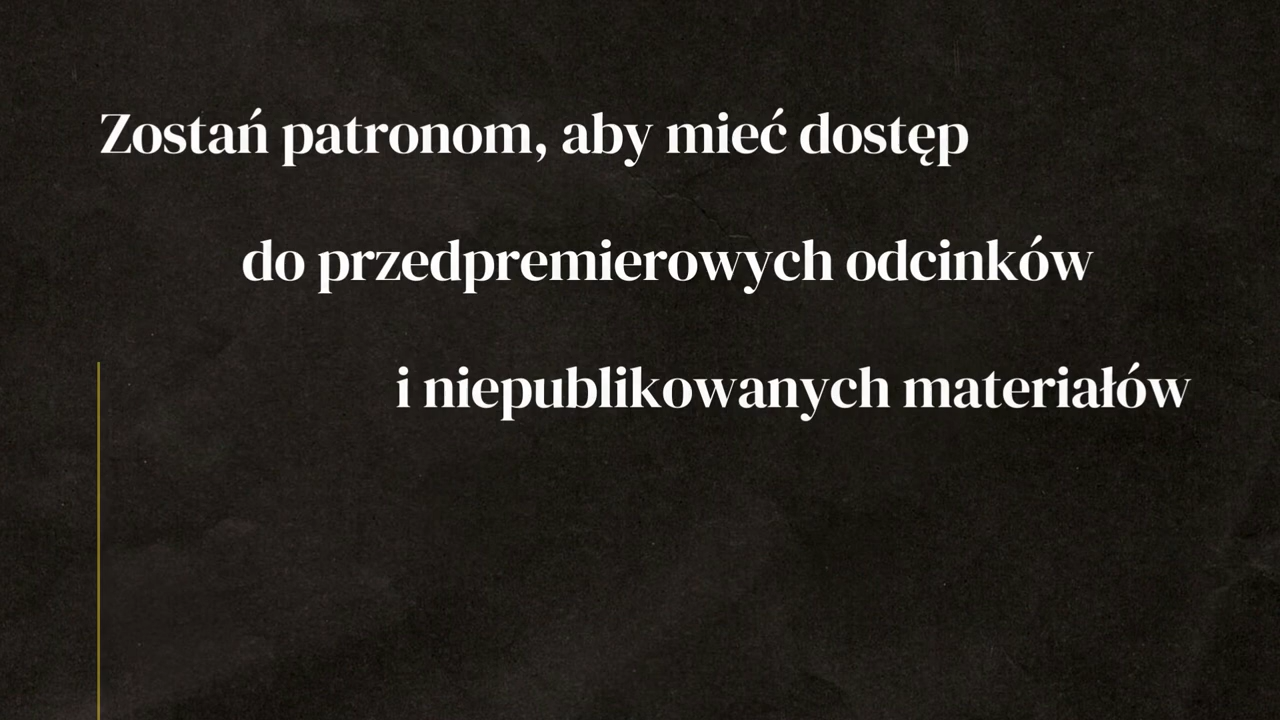 Zostań patronom, aby mieć dostęp
do przedpremierowych odcinków
i niepublikowanych materiałów